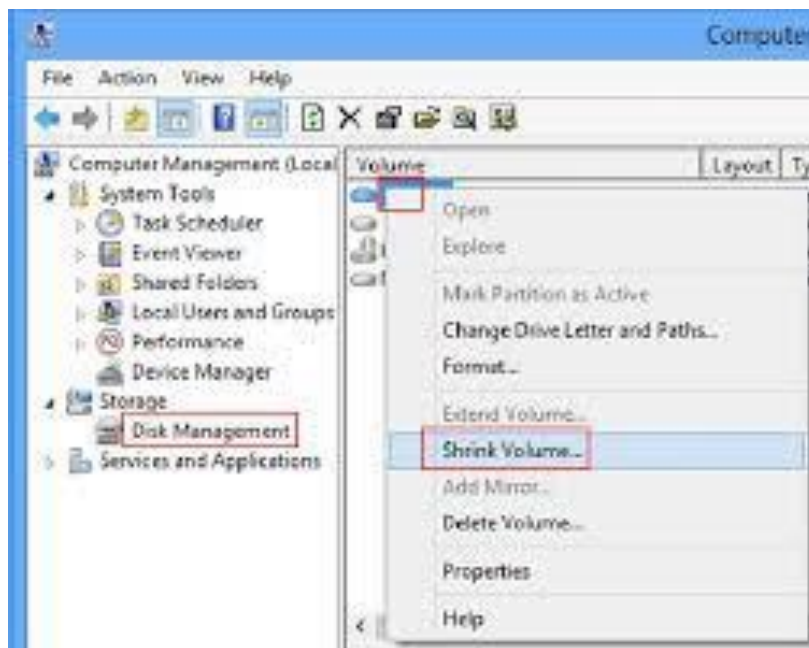 Compute
File Action View Help
Computer Management (Local
Volume
Layout
Ty
System Tools
Task Scheduler
Event Viewer
Shared Folders
Local Users and Groups
Performance
Device Manager
Storage
Disk Management
Services and Applications
Open
Explore
Mark Partition as Active
Change Drive Letter and Paths...
Format...
Extend Volume...
Shrink Volume...
Add Mirror...
Delete Volume...
Properties
Help